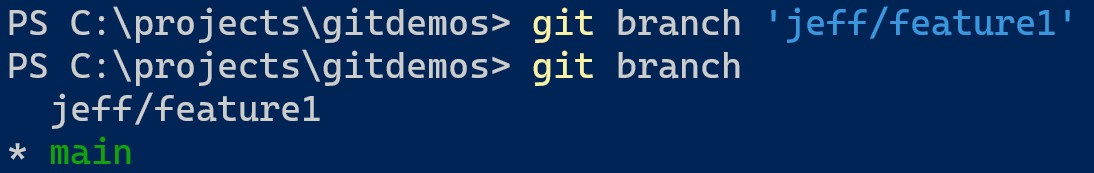 PS C:\projects\gitdemos> git branch 'jeff/feature1'
PS C:\projects\gitdemos> git branch
  jeff/feature1
* main